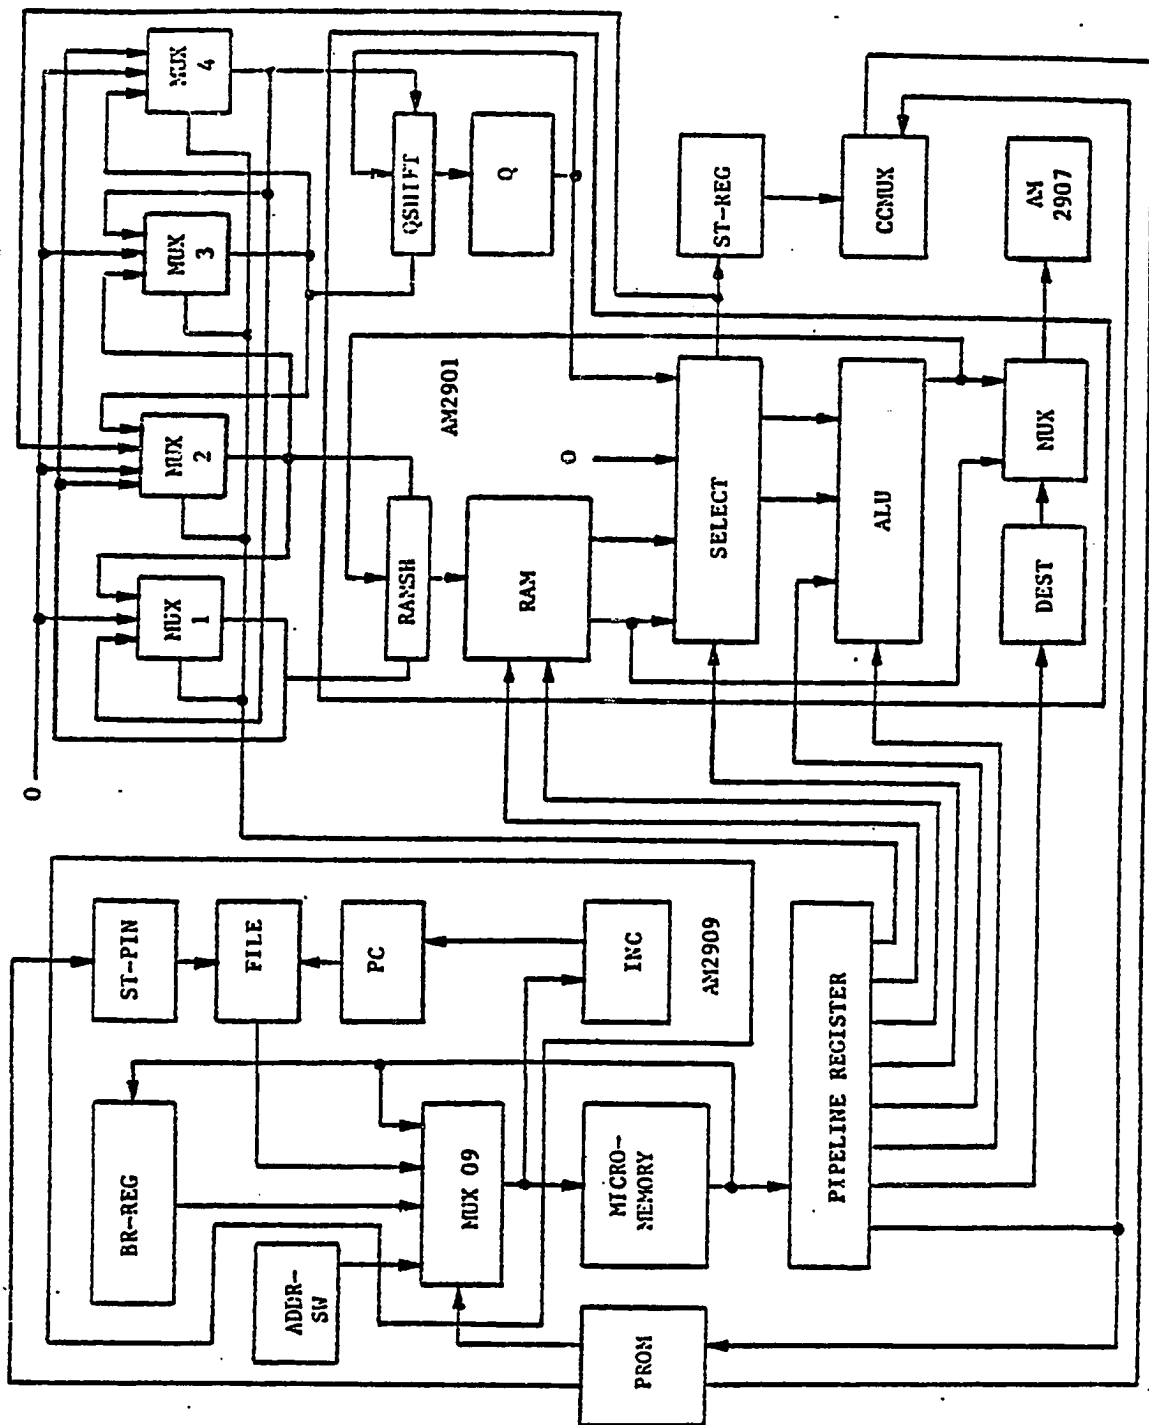 0
MUX
1
MUX
2
MUX
3
MUX
4
ST-PIN
FILE
PC
INC
AM2909
BR-REG
ADDR-
SW
MUX 09
MICRO-
MEMORY
PROM
PIPELINE REGISTER
RAMSH
RAM
AM2901
0
QSHIFT
Q
SELECT
ALU
ST-REG
CCMUX
DEST
MUX
AM
2907